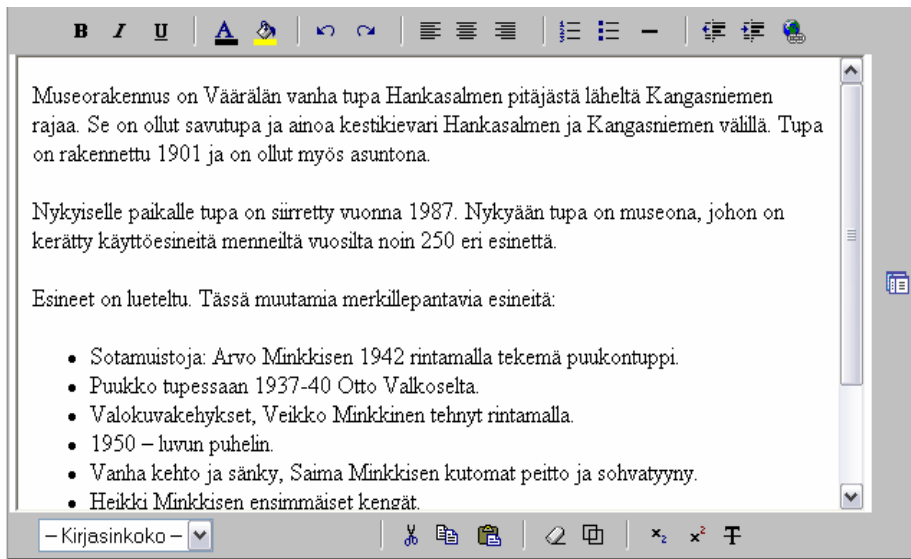 B I U A
Museorakennus on Väärälän vanha tupa Hankasalmen pitäjästä läheltä Kangasniemen
rajaa. Se on ollut savutupa ja ainoa kestikievari Hankasalmen ja Kangasniemen välillä. Tupa
on rakennettu 1901 ja on ollut myös asuntona.
Nykyiselle paikalle tupa on siirretty vuonna 1987. Nykyään tupa on museona, johon on
kerätty käyttöesineitä menneiltä vuosilta noin 250 eri esinettä.
Esineet on lueteltu. Tässä muutamia merkillepantavia esineitä:
• Sotamuistoja: Arvo Minkkisen 1942 rintamalla tekemä puukontuppi.
• Puukko tupessaan 1937-40 Otto Valkoselta.
• Valokuvakehykset, Veikko Minkkinen tehnyt rintamalla.
• 1950 – luvun puhelin.
• Vanha kehto ja sänky, Saima Minkkisen kutomat peitto ja sohvatyyny.
• Heikki Minkkisen ensimmäiset kengät.
– Kirjasinkoko – x₂ x² T